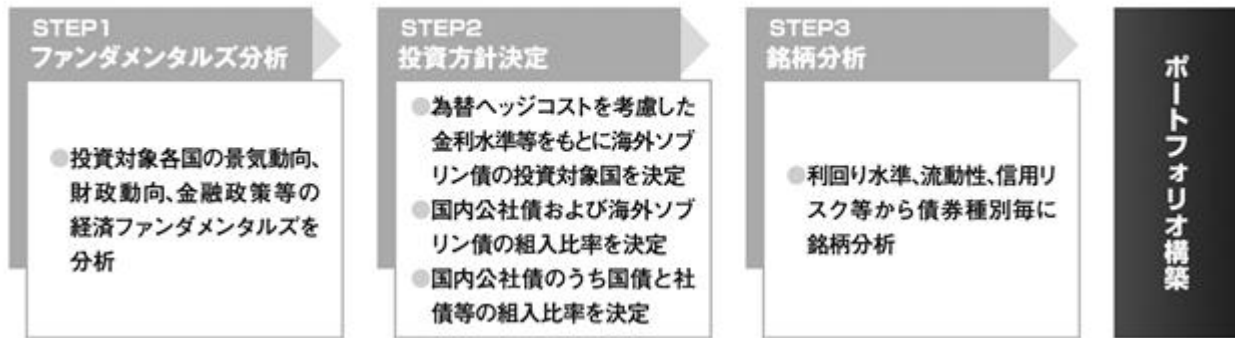 STEP1
ファンダメンタルズ分析
●投資対象各国の景気動向、
財政動向、金融政策等の
経済ファンダメンタルズを
分析
STEP2
投資方針決定
●為替ヘッジコストを考慮した
金利水準等をもとに海外ソブ
リン債の投資対象国を決定
●国内公社債および海外ソブ
リン債の組入比率を決定
●国内公社債のうち国債と社
債等の組入比率を決定
STEP3
銘柄分析
●利回り水準、流動性、信用リ
スク等から債券種別毎に
銘柄分析
ポートフォリオ構築